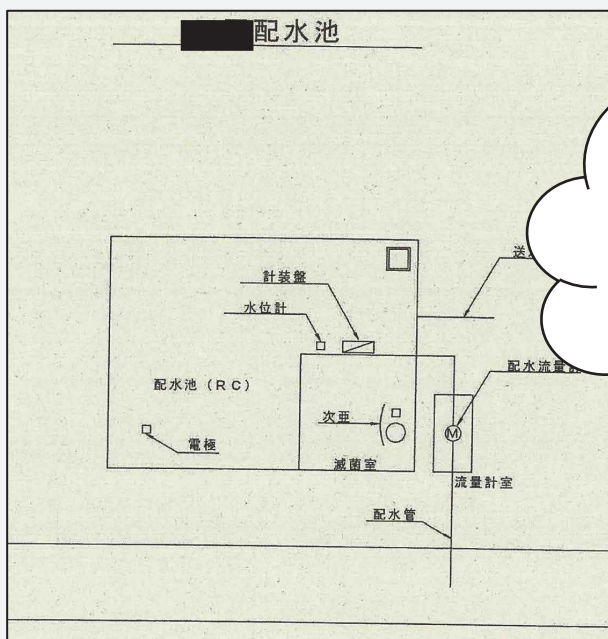 配水池
計装盤
水位計
送
配水流量
配水池（RC）
次亜
M
電極
滅菌室
流量計室
配水管